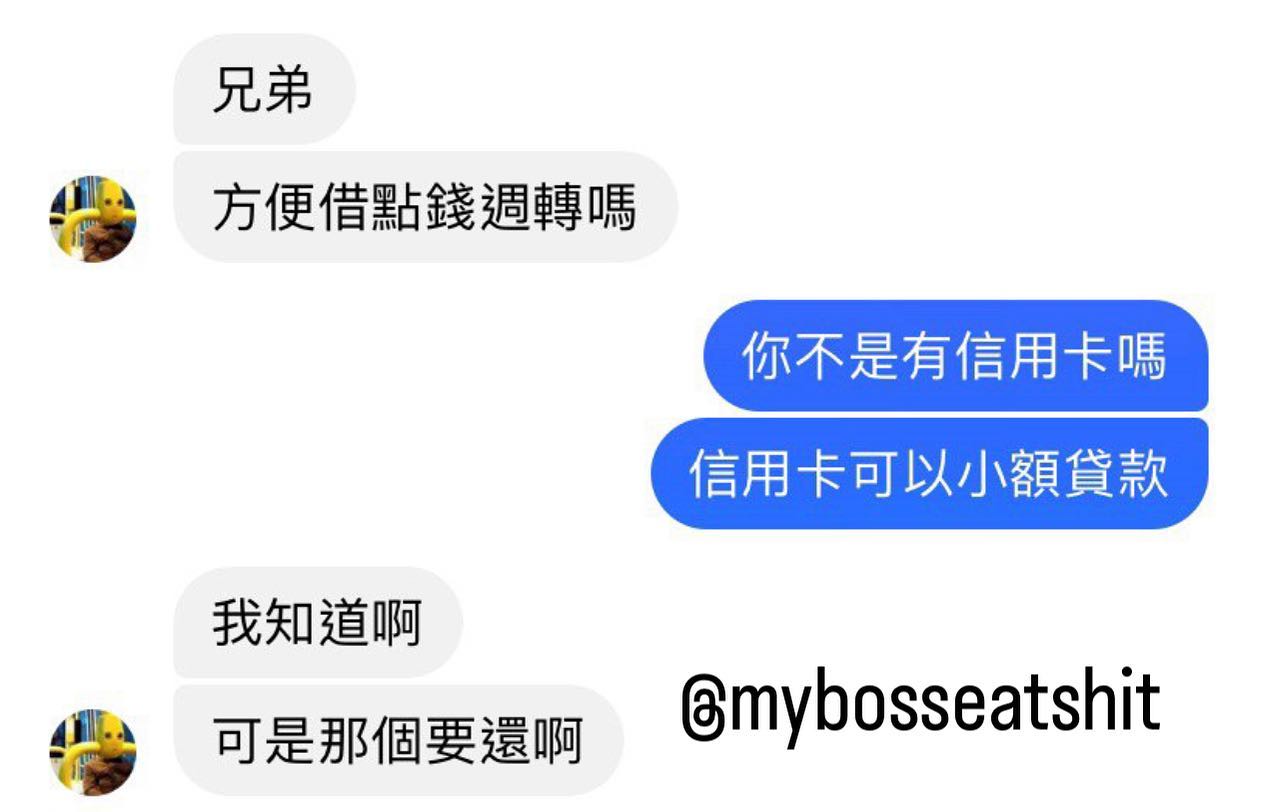 兄弟
方便借點錢週轉嗎
你不是有信用卡嗎
信用卡可以小額貸款
我知道啊
可是那個要還啊
@mybosseatshit